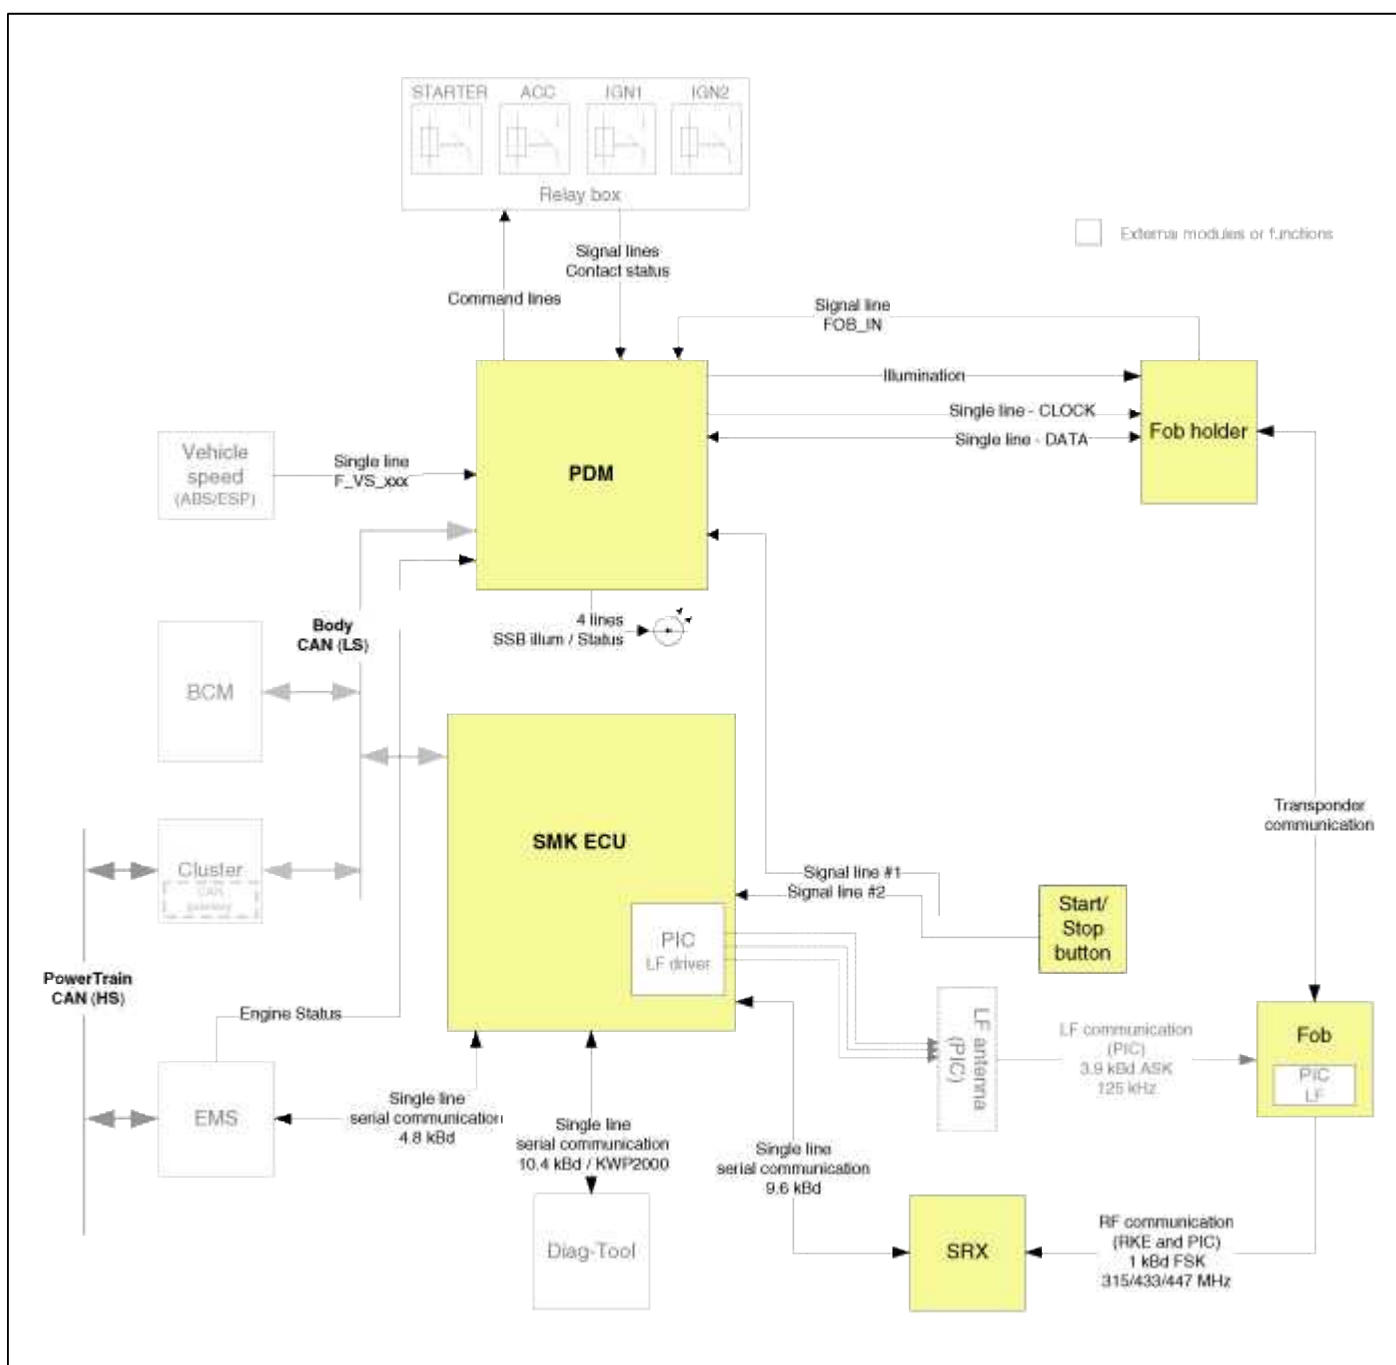 STARTER ACC IGN1 IGN2
Relay box
External modules or functions
Signal lines
Contact status
Command lines
Signal line
FOB_IN
Illumination
Single line - CLOCK
Single line - DATA
Fob holder
Vehicle
speed
(ABS/ESP)
Single line
F_VS_xxx
PDM
4 lines
SSB illum / Status
Body
CAN (LS)
BCM
SMK ECU
Transponder
communication
Cluster
CAN
gateway
Signal line #1
Signal line #2
Start/
Stop
button
PIC
LF driver
PowerTrain
CAN (HS)
Engine Status
LF antenna
(PIC)
LF communication
(PIC)
3.9 kBd ASK
125 kHz
Fob
PIC
LF
EMS
Single line
serial communication
4.8 kBd
Single line
serial communication
10.4 kBd / KWP2000
Single line
serial communication
9.6 kBd
Diag-Tool
SRX
RF communication
(RKE and PIC)
1 kBd FSK
315/433/447 MHz